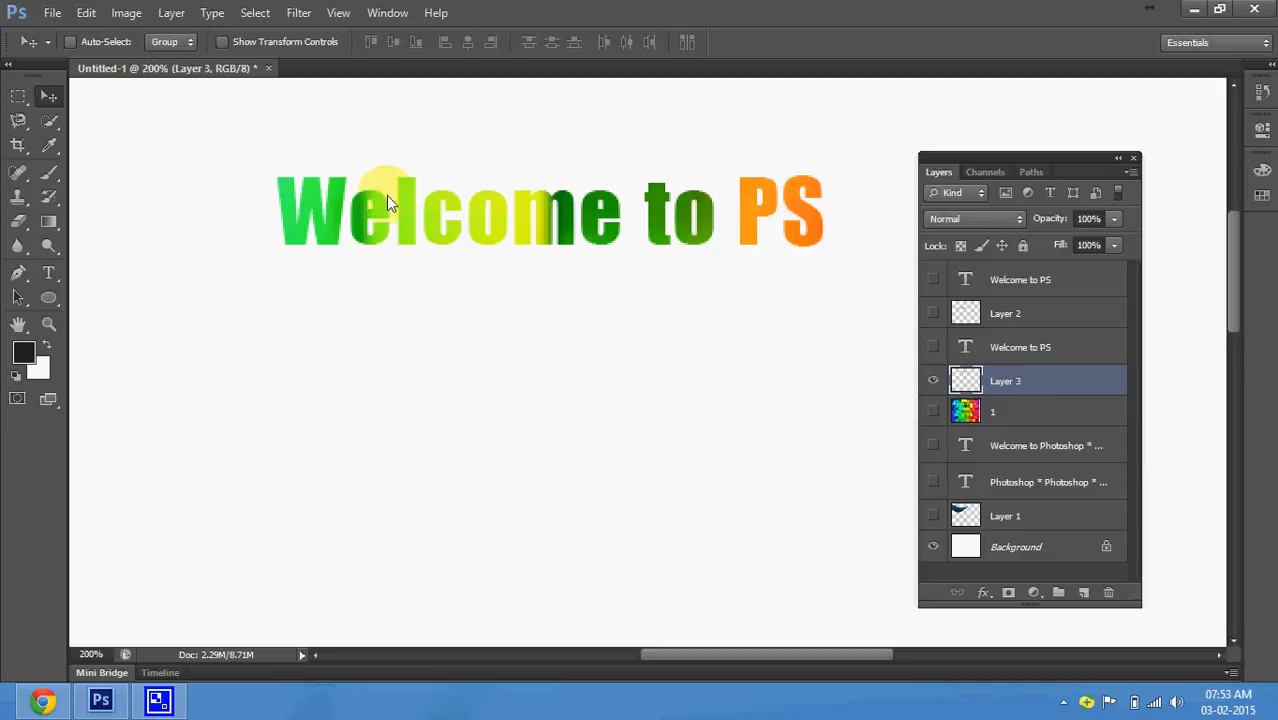 Ps File Edit Image Layer Type Select Filter View Window Help
Auto-Select: Group Show Transform Controls Essentials
Untitled-1 @ 200% (Layer 3, RGB/8) *
Welcome to PS
Layers Channels Paths
Kind
Normal Opacity: 100%
Lock: Fill: 100%
T Welcome to PS
Layer 2
T Welcome to PS
Layer 3
1
T Welcome to Photoshop * ...
T Photoshop * Photoshop * ...
Layer 1
Background
fx
200% Doc: 2.29M/8.71M
Mini Bridge Timeline
Ps
07:53 AM
03-02-2015